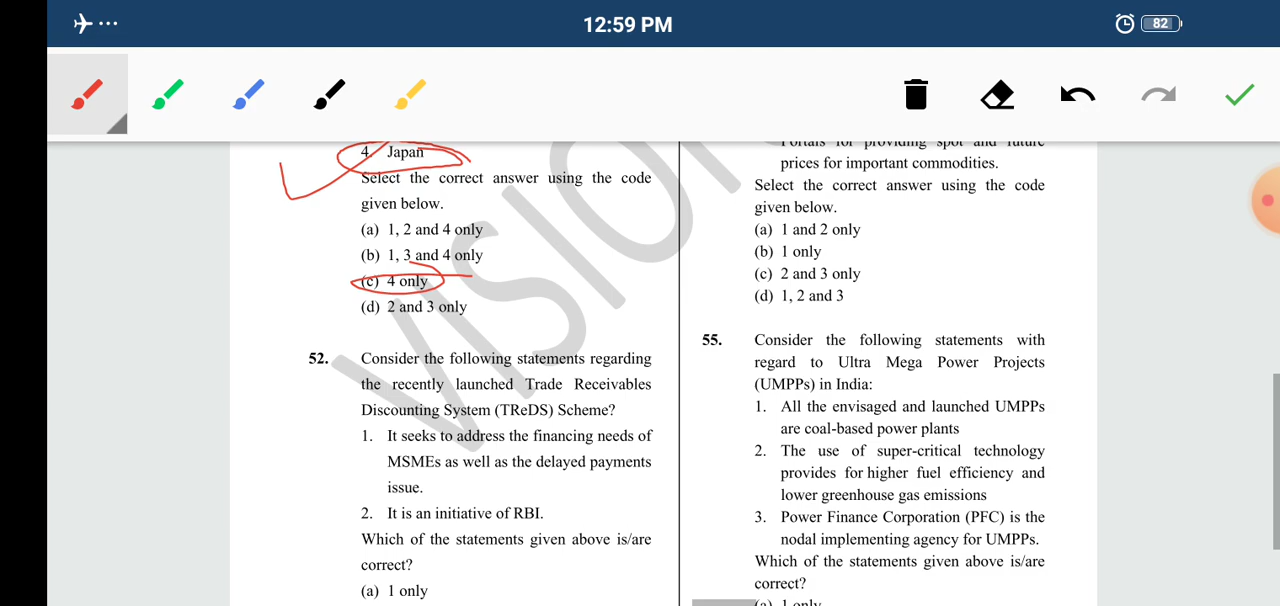 12:59 PM
82
4. Japan
Select the correct answer using the code
given below.
(a) 1, 2 and 4 only
(b) 1, 3 and 4 only
(c) 4 only
(d) 2 and 3 only
52. Consider the following statements regarding
the recently launched Trade Receivables
Discounting System (TReDS) Scheme?
1. It seeks to address the financing needs of
MSMEs as well as the delayed payments
issue.
2. It is an initiative of RBI.
Which of the statements given above is/are
correct?
(a) 1 only
Portals for providing spot and future
prices for important commodities.
Select the correct answer using the code
given below.
(a) 1 and 2 only
(b) 1 only
(c) 2 and 3 only
(d) 1, 2 and 3
55. Consider the following statements with
regard to Ultra Mega Power Projects
(UMPPs) in India:
1. All the envisaged and launched UMPPs
are coal-based power plants
2. The use of super-critical technology
provides for higher fuel efficiency and
lower greenhouse gas emissions
3. Power Finance Corporation (PFC) is the
nodal implementing agency for UMPPs.
Which of the statements given above is/are
correct?
(a) 1 only
VISION